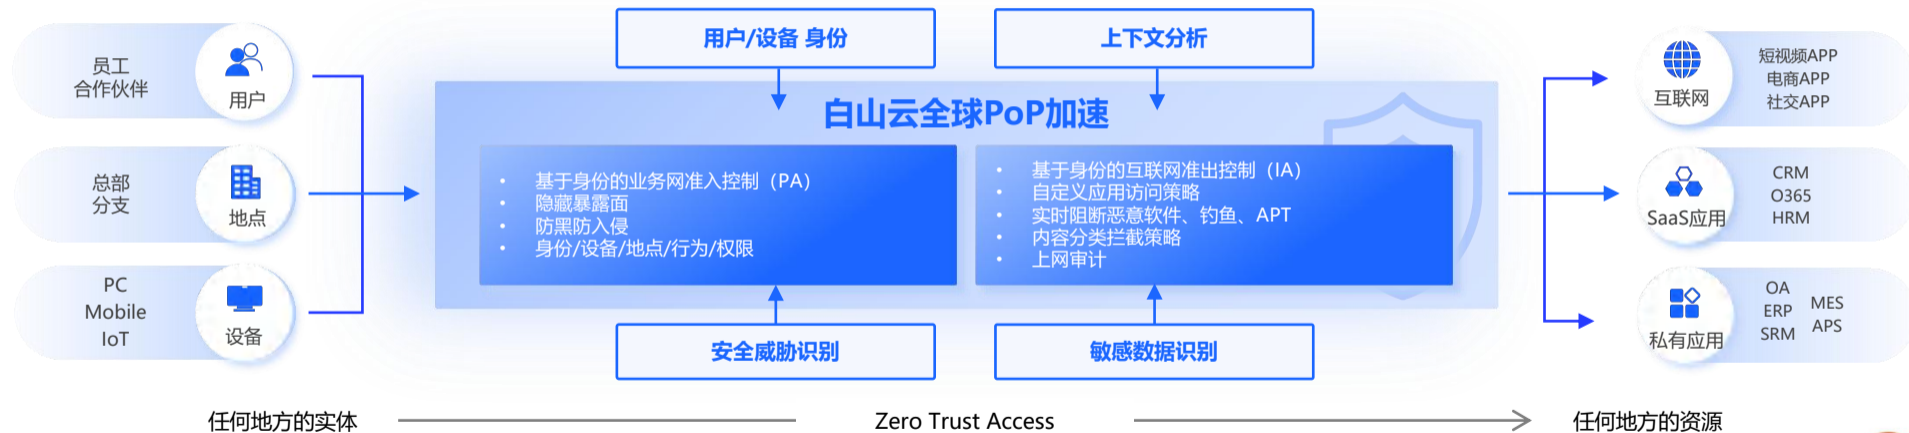 员工
合作伙伴
用户
总部
分支
地点
PC
Mobile
IoT
设备
用户/设备 身份
上下文分析
白山云全球PoP加速
• 基于身份的业务网准入控制（PA）
• 隐藏暴露面
• 防黑防入侵
• 身份/设备/地点/行为/权限
• 基于身份的互联网准出控制（IA）
• 自定义应用访问策略
• 实时阻断恶意软件、钓鱼、APT
• 内容分类拦截策略
• 上网审计
安全威胁识别
敏感数据识别
互联网
短视频APP
电商APP
社交APP
SaaS应用
CRM
O365
HRM
私有应用
OA
ERP
SRM
MES
APS
任何地方的实体
Zero Trust Access
任何地方的资源